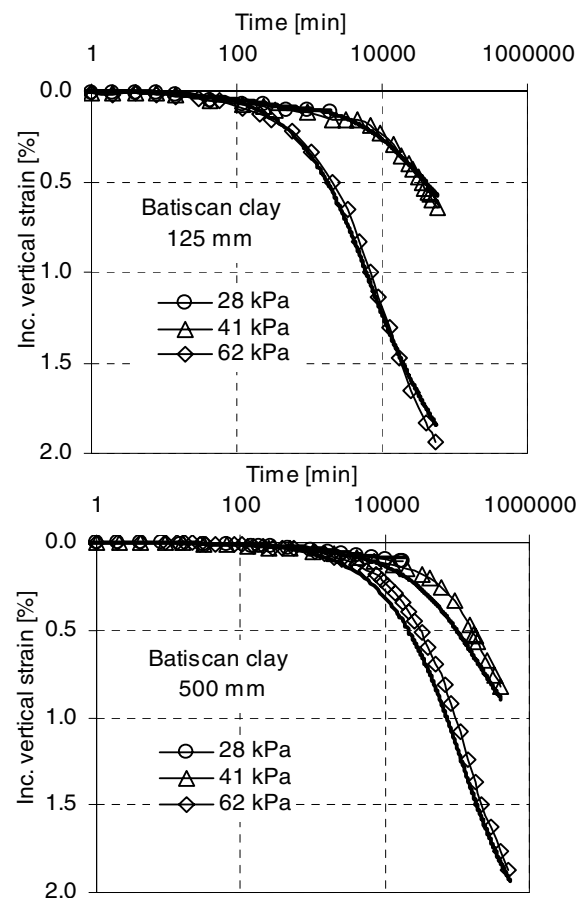 Time [min]
1 100 10000 1000000
0.0
0.5
1.0
1.5
2.0
Inc. vertical strain [%]
Batiscan clay
125 mm
28 kPa
41 kPa
62 kPa
Time [min]
1 100 10000 1000000
0.0
0.5
1.0
1.5
2.0
Inc. vertical strain [%]
Batiscan clay
500 mm
28 kPa
41 kPa
62 kPa